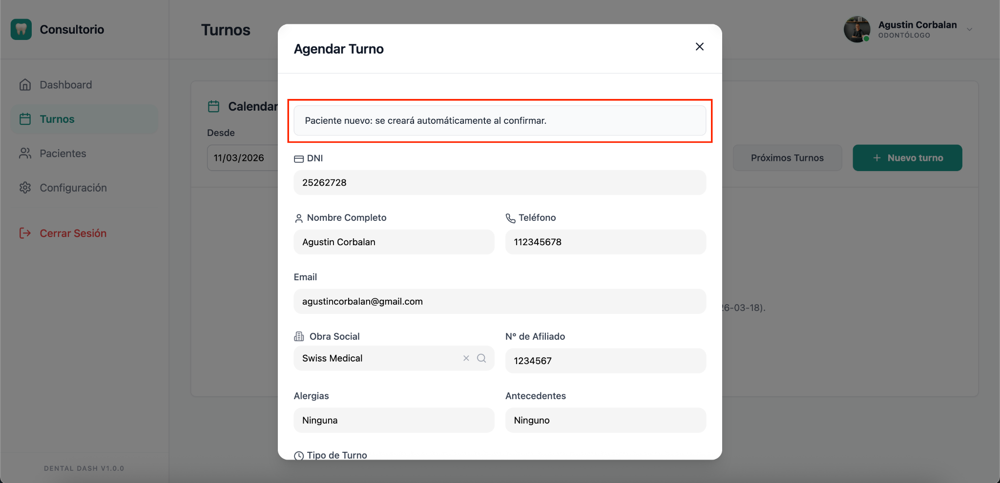 Consultorio
Turnos
Agustin Corbalan
ODONTÓLOGO
Dashboard
Turnos
Pacientes
Configuración
Cerrar Sesión
DENTAL DASH V1.0.0
Calendar
Desde
11/03/2026
Próximos Turnos
+ Nuevo turno
26-03-18).
Agendar Turno
Paciente nuevo: se creará automáticamente al confirmar.
DNI
25262728
Nombre Completo
Teléfono
Agustin Corbalan
112345678
Email
agustincorbalan@gmail.com
Obra Social
Nº de Afiliado
Swiss Medical
1234567
Alergias
Antecedentes
Ninguna
Ninguno
Tipo de Turno